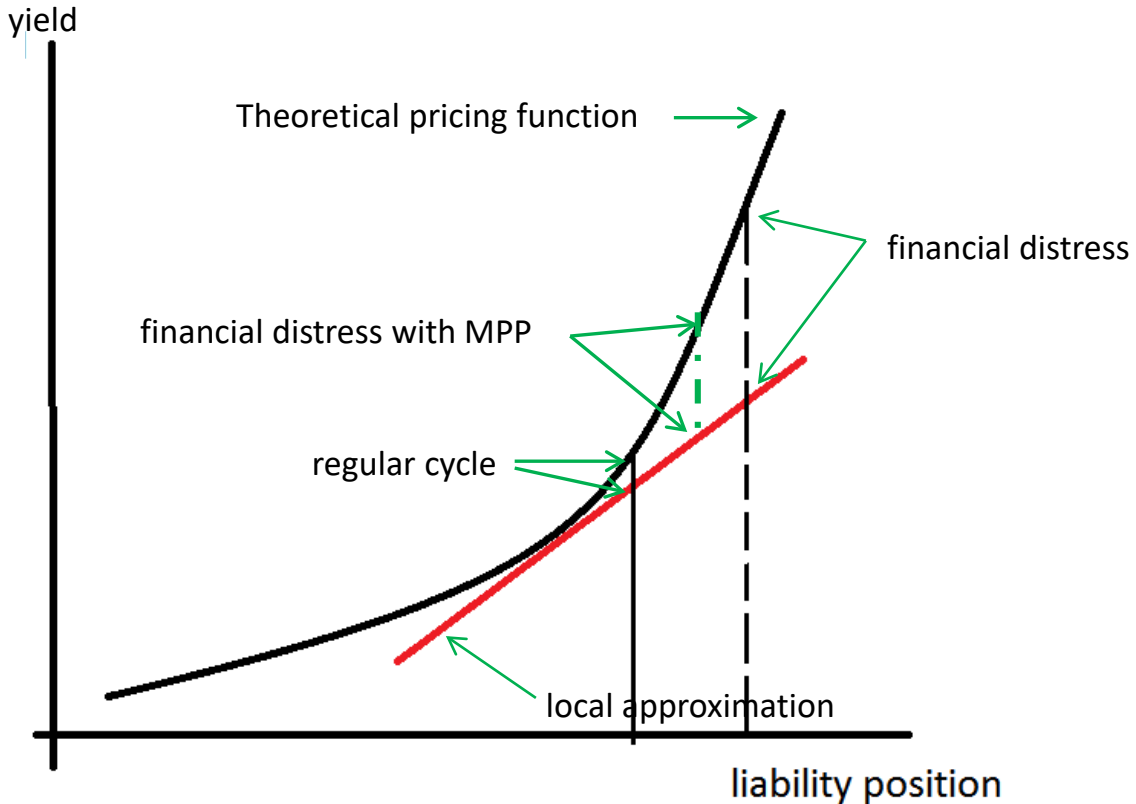 yield
Theoretical pricing function
financial distress
financial distress with MPP
regular cycle
local approximation
liability position